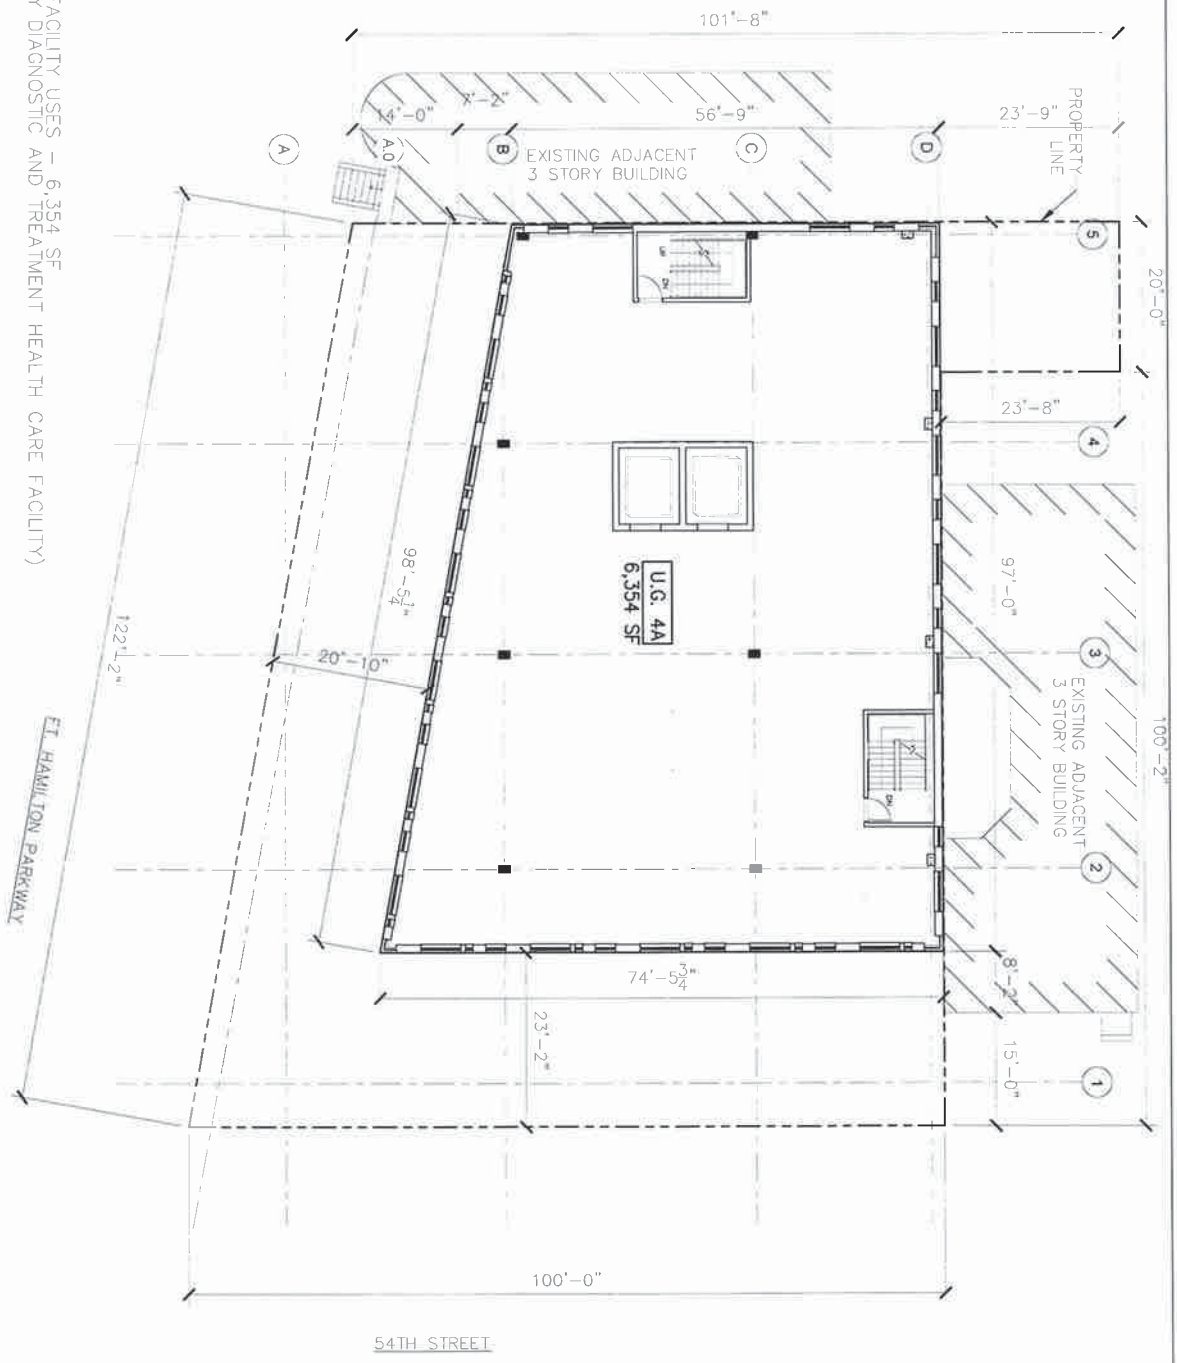 101'-8"
14'-0"
7'-2"
56'-9"
23'-9"
PROPERTY
LINE
A
A.0
B
C
D
EXISTING ADJACENT
3 STORY BUILDING
5
20'-0"
23'-8"
4
UP
DN
97'-0"
3
EXISTING ADJACENT
3 STORY BUILDING
100'-2"
U.G. 4A
6,354 SF
98'-5 1/4"
20'-10"
122'-2"
FT. HAMILTON PARKWAY
DN
2
8'-2"
15'-0"
1
74'-5 3/4"
23'-2"
100'-0"
54TH STREET
FACILITY USES - 6,354 SF
Y DIAGNOSTIC AND TREATMENT HEALTH CARE FACILITY)